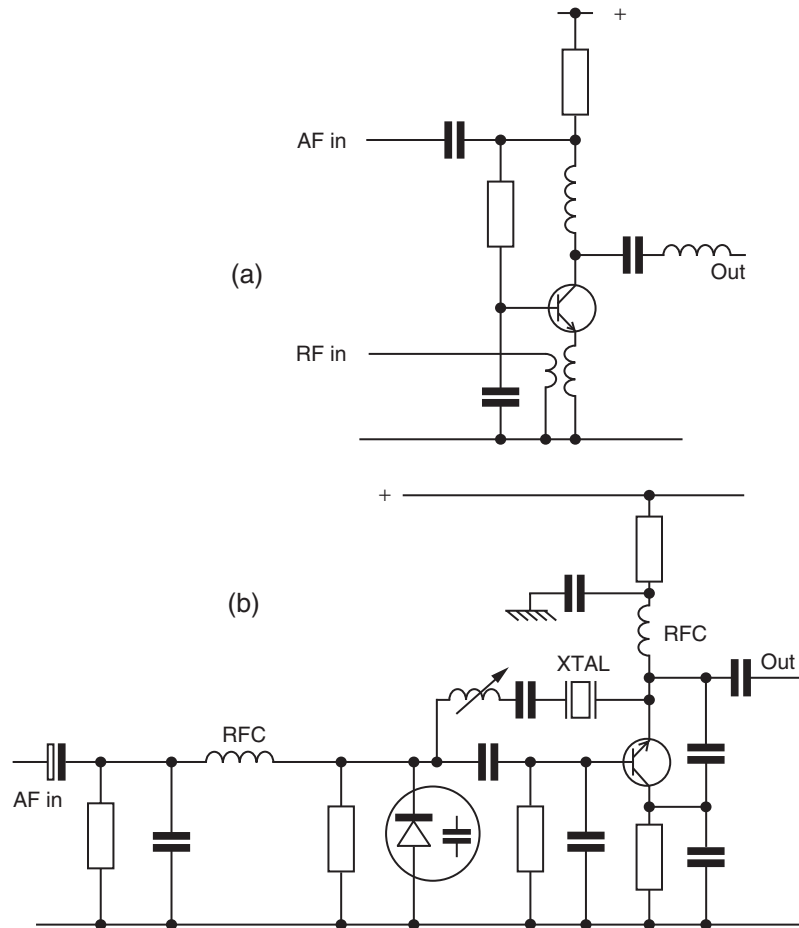 +
AF in
(a)
Out
RF in
+
(b)
RFC
XTAL
Out
RFC
AF in